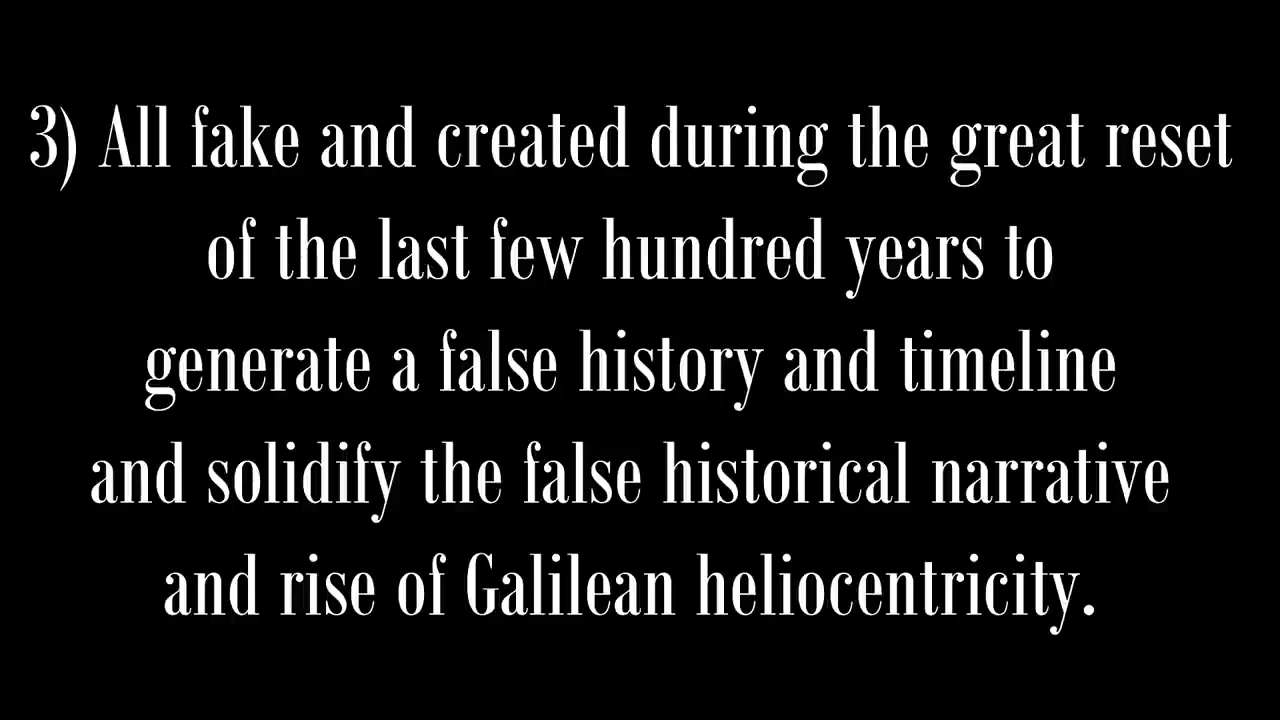 3) All fake and created during the great reset
of the last few hundred years to
generate a false history and timeline
and solidify the false historical narrative
and rise of Galilean heliocentricity.